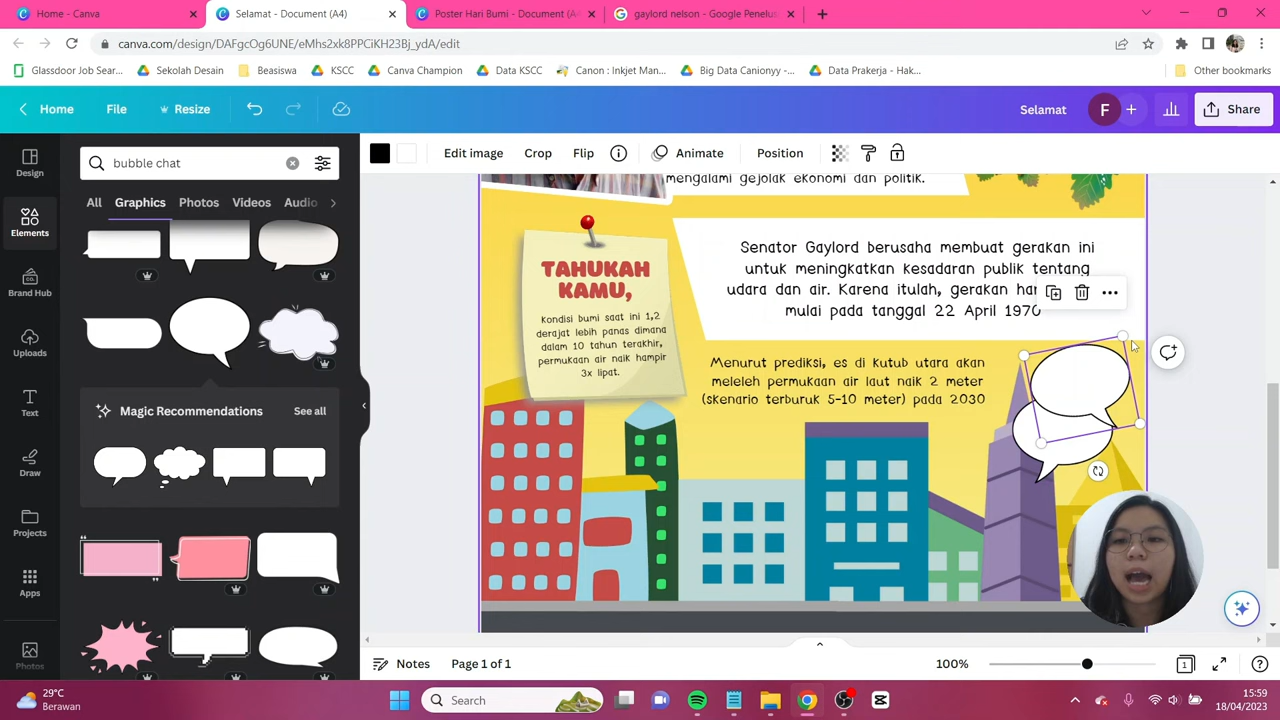 Home - Canva
Selamat - Document (A4)
Poster Hari Bumi - Document (A4
gaylord nelson - Google Penelus
canva.com/design/DAFgcOg6UNE/eMhs2xk8PPCiKH23Bj_ydA/edit
Glassdoor Job Sear...
Sekolah Desain
Beasiswa
KSCC
Canva Champion
Data KSCC
Canon : Inkjet Man...
Big Data Canionyy -...
Data Prakerja - Hak...
Other bookmarks
Home
File
Resize
Selamat
F
Share
Design
Elements
Brand Hub
Uploads
Text
Draw
Projects
Apps
Photos
bubble chat
All
Graphics
Photos
Videos
Audio
Magic Recommendations
See all
Edit image
Crop
Flip
Animate
Position
mengalami gejolak ekonomi dan politik.
Senator Gaylord berusaha membuat gerakan ini
untuk meningkatkan kesadaran publik tentang
udara dan air. Karena itulah, gerakan har
mulai pada tanggal 22 April 1970
TAHUKAH
KAMU,
Kondisi bumi saat ini 1,2
derajat lebih panas dimana
dalam 10 tahun terakhir,
permukaan air naik hampir
3x lipat.
Menurut prediksi, es di kutub utara akan
meleleh permukaan air laut naik 2 meter
(skenario terburuk 5-10 meter) pada 2030
Notes
Page 1 of 1
100%
1
29°C
Berawan
Search
15:59
18/04/2023